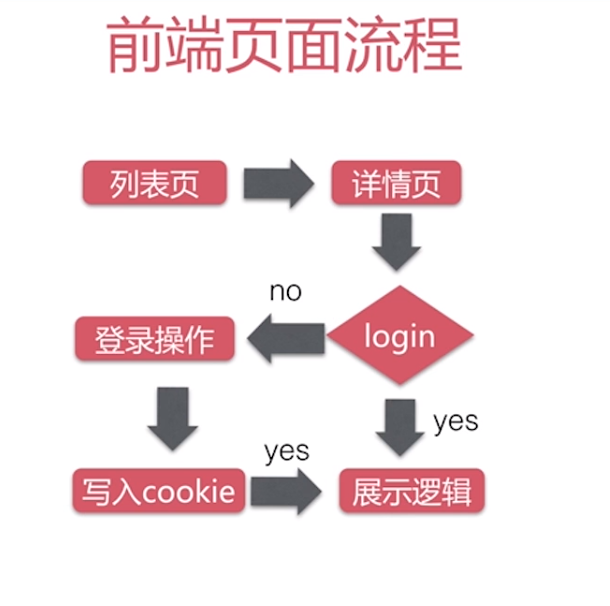 前端页面流程
列表页
详情页
no
登录操作
login
yes
yes
写入cookie
展示逻辑